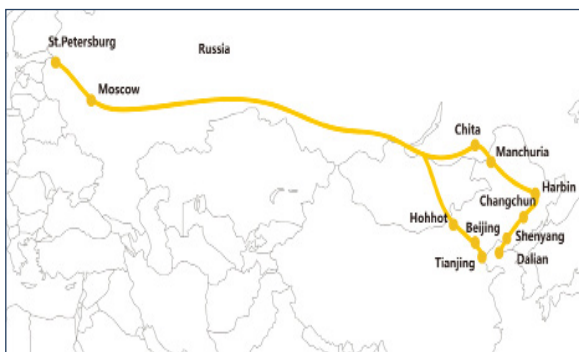 St.Petersburg
Russia
Moscow
Chita
Manchuria
Harbin
Changchun
Hohhot
Beijing
Shenyang
Tianjing
Dalian